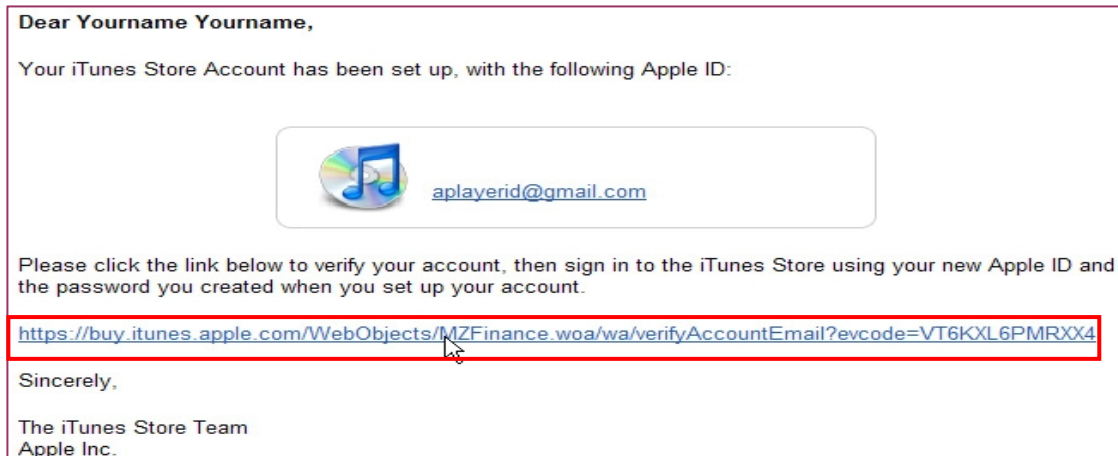 Dear Yourname Yourname,
Your iTunes Store Account has been set up, with the following Apple ID:
aplayerid@gmail.com
Please click the link below to verify your account, then sign in to the iTunes Store using your new Apple ID and
the password you created when you set up your account.
https://buy.itunes.apple.com/WebObjects/MZFinance.woa/wa/verifyAccountEmail?evcode=VT6KXL6PMRXX4
Sincerely,
The iTunes Store Team
Apple Inc.